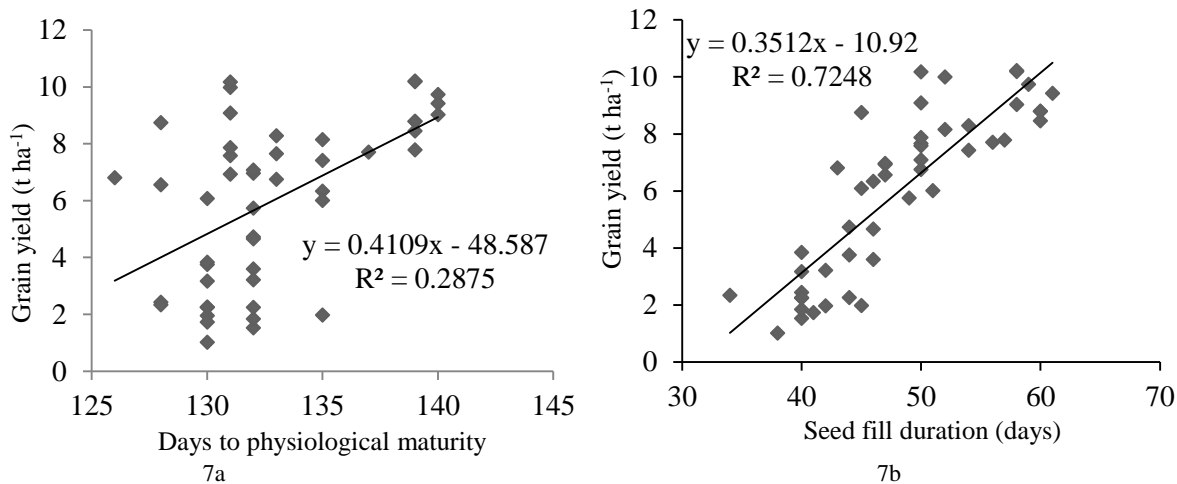 12
10
8
6
4
2
0
Grain yield (t ha⁻¹)
y = 0.4109x - 48.587
R² = 0.2875
125 130 135 140 145
Days to physiological maturity
7a
12
10
8
6
4
2
0
Grain yield (t ha⁻¹)
y = 0.3512x - 10.92
R² = 0.7248
30 40 50 60 70
Seed fill duration (days)
7b